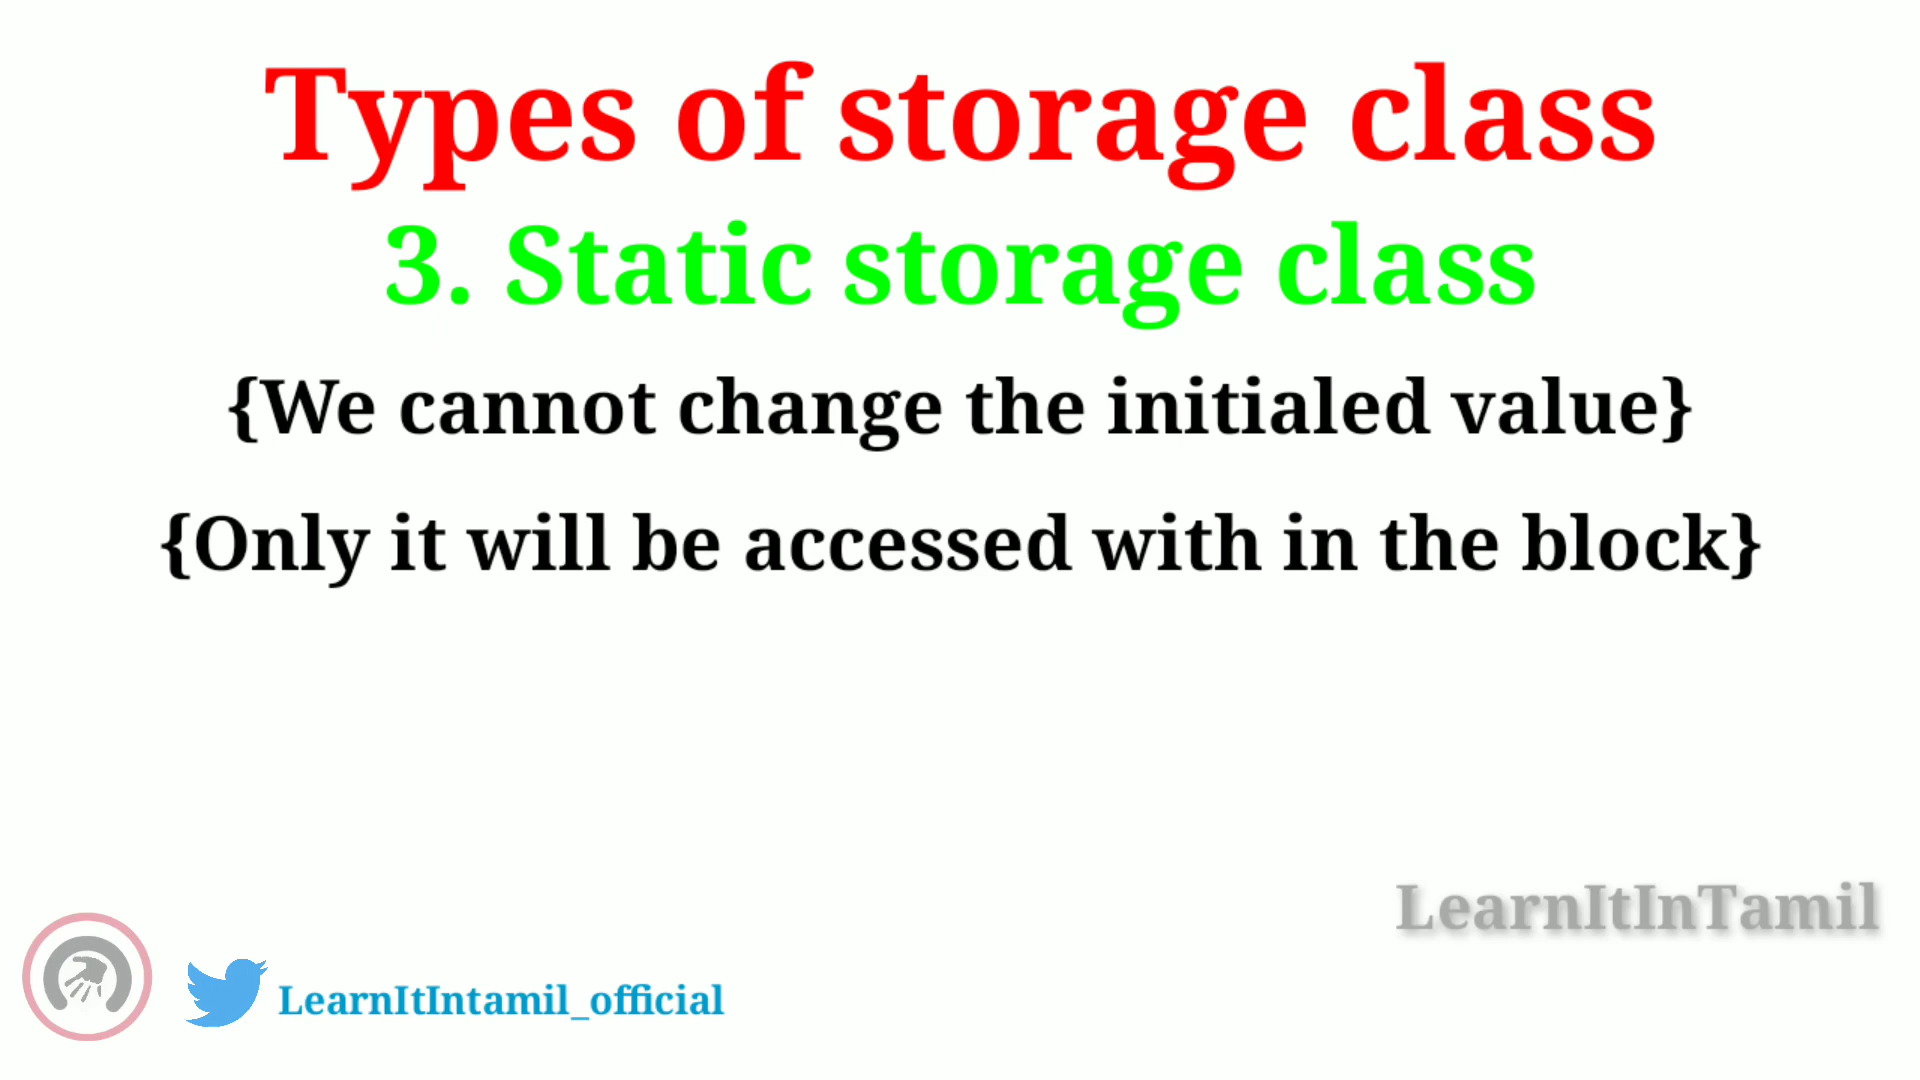 Types of storage class
3. Static storage class
{We cannot change the initialed value}
{Only it will be accessed with in the block}
LearnItInTamil
LearnItIntamil_official